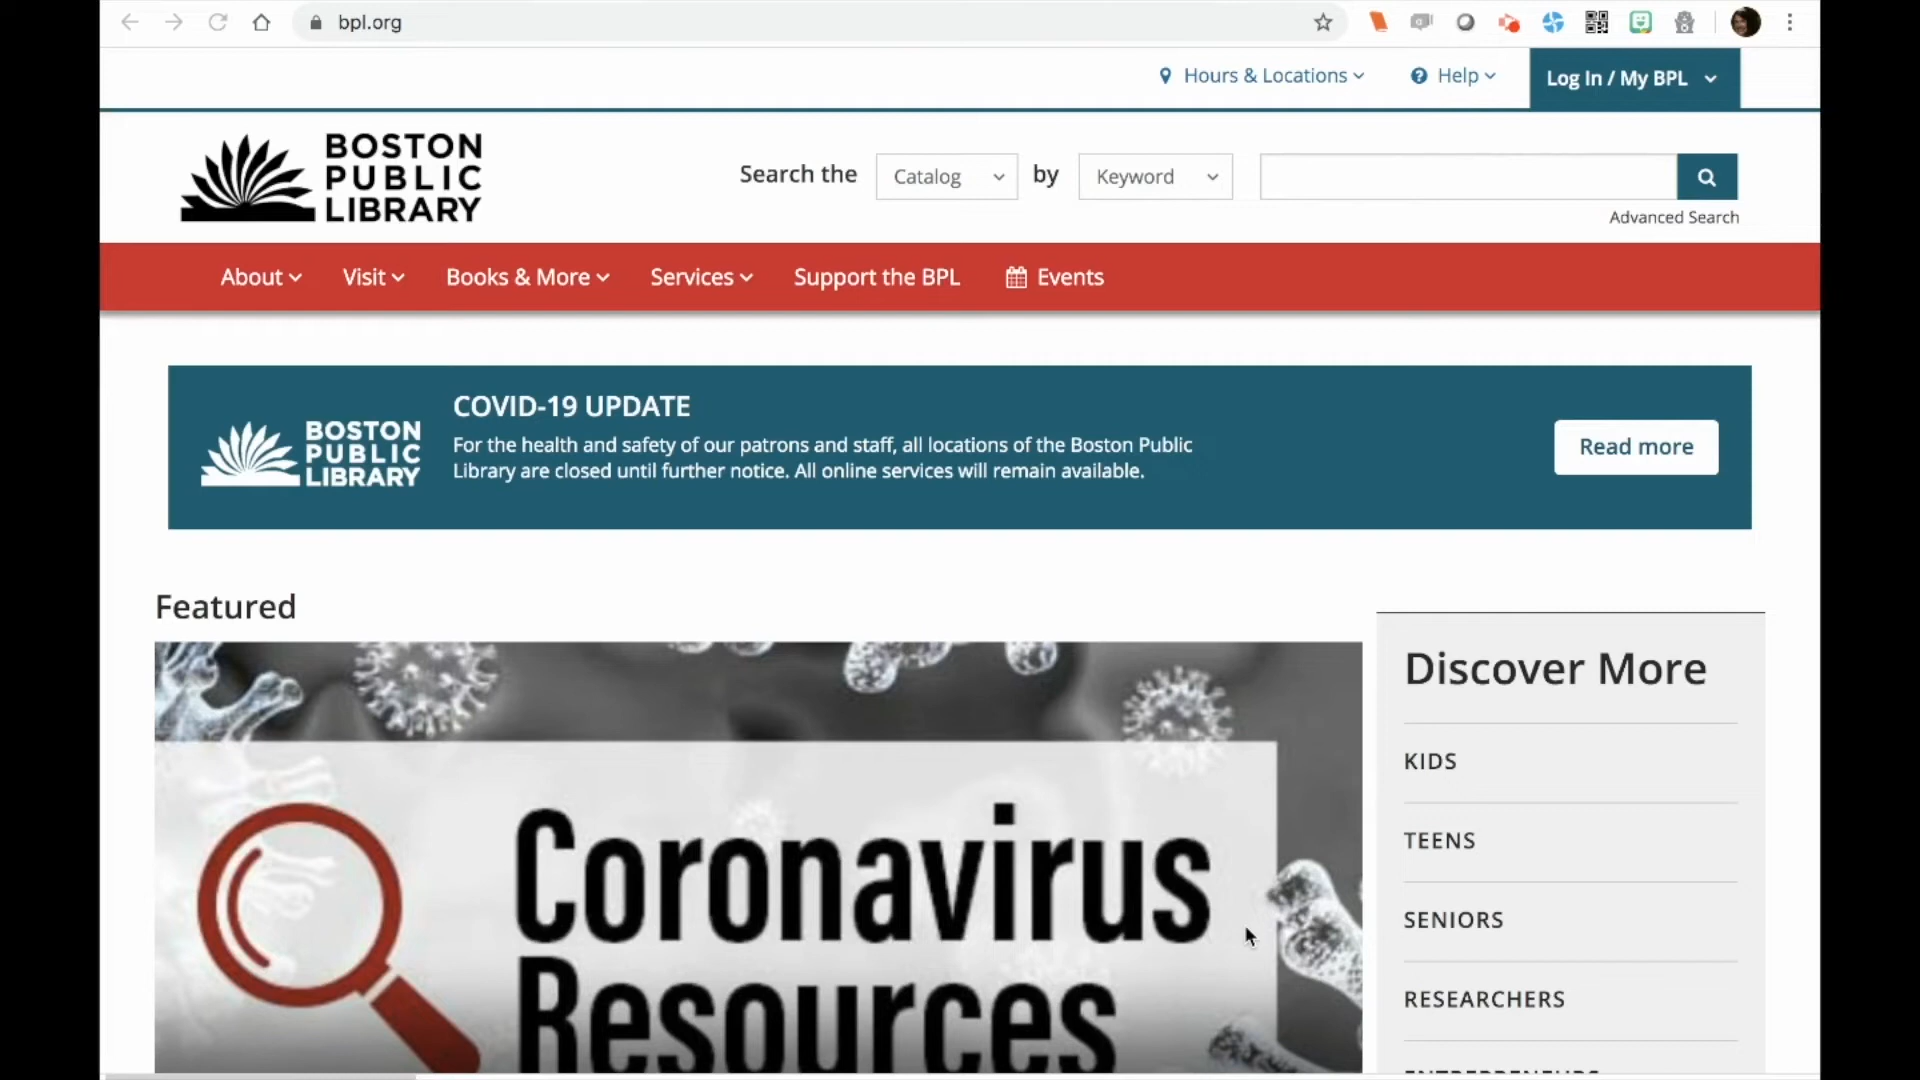 bpl.org
Hours & Locations
Help
Log In / My BPL
BOSTON
PUBLIC
LIBRARY
Search the
Catalog
by
Keyword
Advanced Search
About
Visit
Books & More
Services
Support the BPL
Events
BOSTON
PUBLIC
LIBRARY
COVID-19 UPDATE
For the health and safety of our patrons and staff, all locations of the Boston Public
Library are closed until further notice. All online services will remain available.
Read more
Featured
Coronavirus
Resources
Discover More
KIDS
TEENS
SENIORS
RESEARCHERS